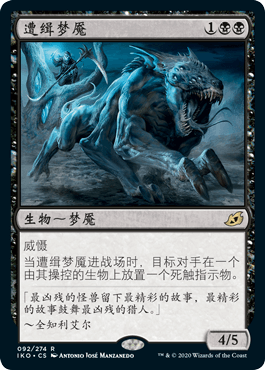 遭缉梦魇 1
生物～梦魇
威慑
当遭缉梦魇进战场时，目标对手在一个
由其操控的生物上放置一个死触指示物。
「最凶残的怪兽留下最精彩的故事，最精彩
的故事鼓舞最凶残的猎人。」
～全知利艾尔
4/5
092/274 R
IKO • CS ANTONIO JOSÉ MANZANEDO
™ & © 2020 Wizards of the Coast